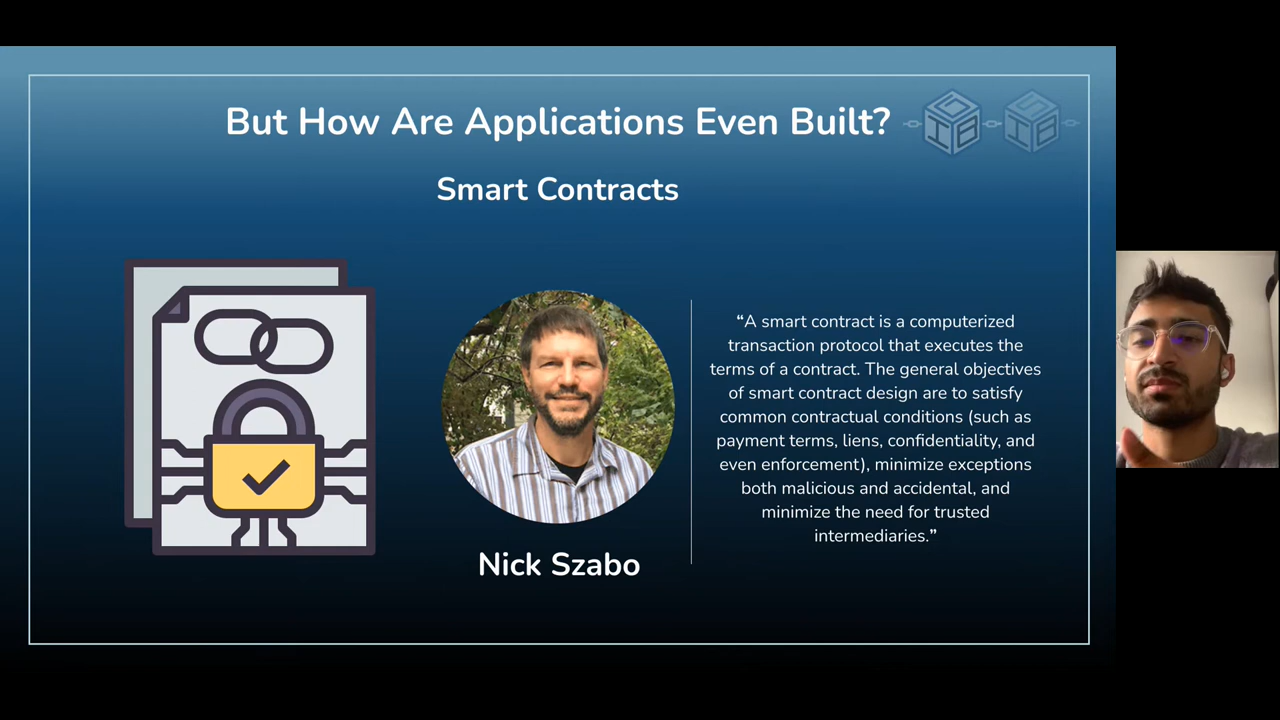 But How Are Applications Even Built?
Smart Contracts
“A smart contract is a computerized
transaction protocol that executes the
terms of a contract. The general objectives
of smart contract design are to satisfy
common contractual conditions (such as
payment terms, liens, confidentiality, and
even enforcement), minimize exceptions
both malicious and accidental, and
minimize the need for trusted
intermediaries.”
Nick Szabo